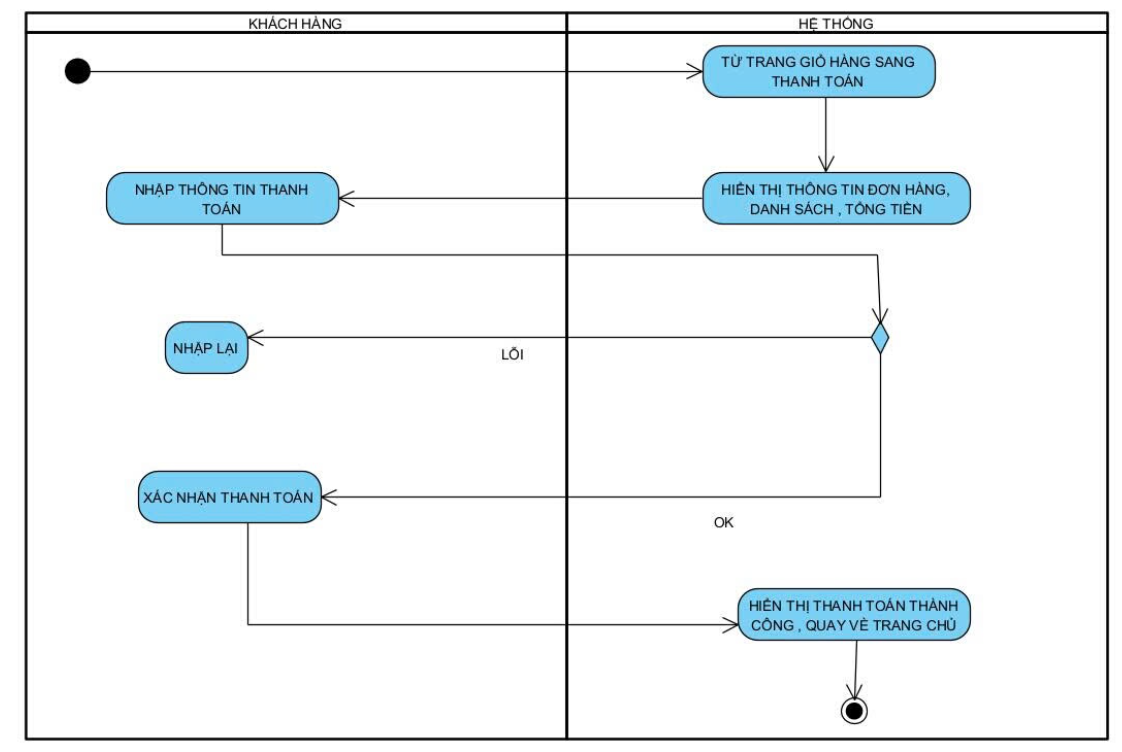 KHÁCH HÀNG
HỆ THỐNG
TỪ TRANG GIỎ HÀNG SANG
THANH TOÁN
NHẬP THÔNG TIN THANH
TOÁN
HIỂN THỊ THÔNG TIN ĐƠN HÀNG,
DANH SÁCH , TỔNG TIỀN
NHẬP LẠI
LỖI
XÁC NHẬN THANH TOÁN
OK
HIỂN THỊ THANH TOÁN THÀNH
CÔNG , QUAY VỀ TRANG CHỦ